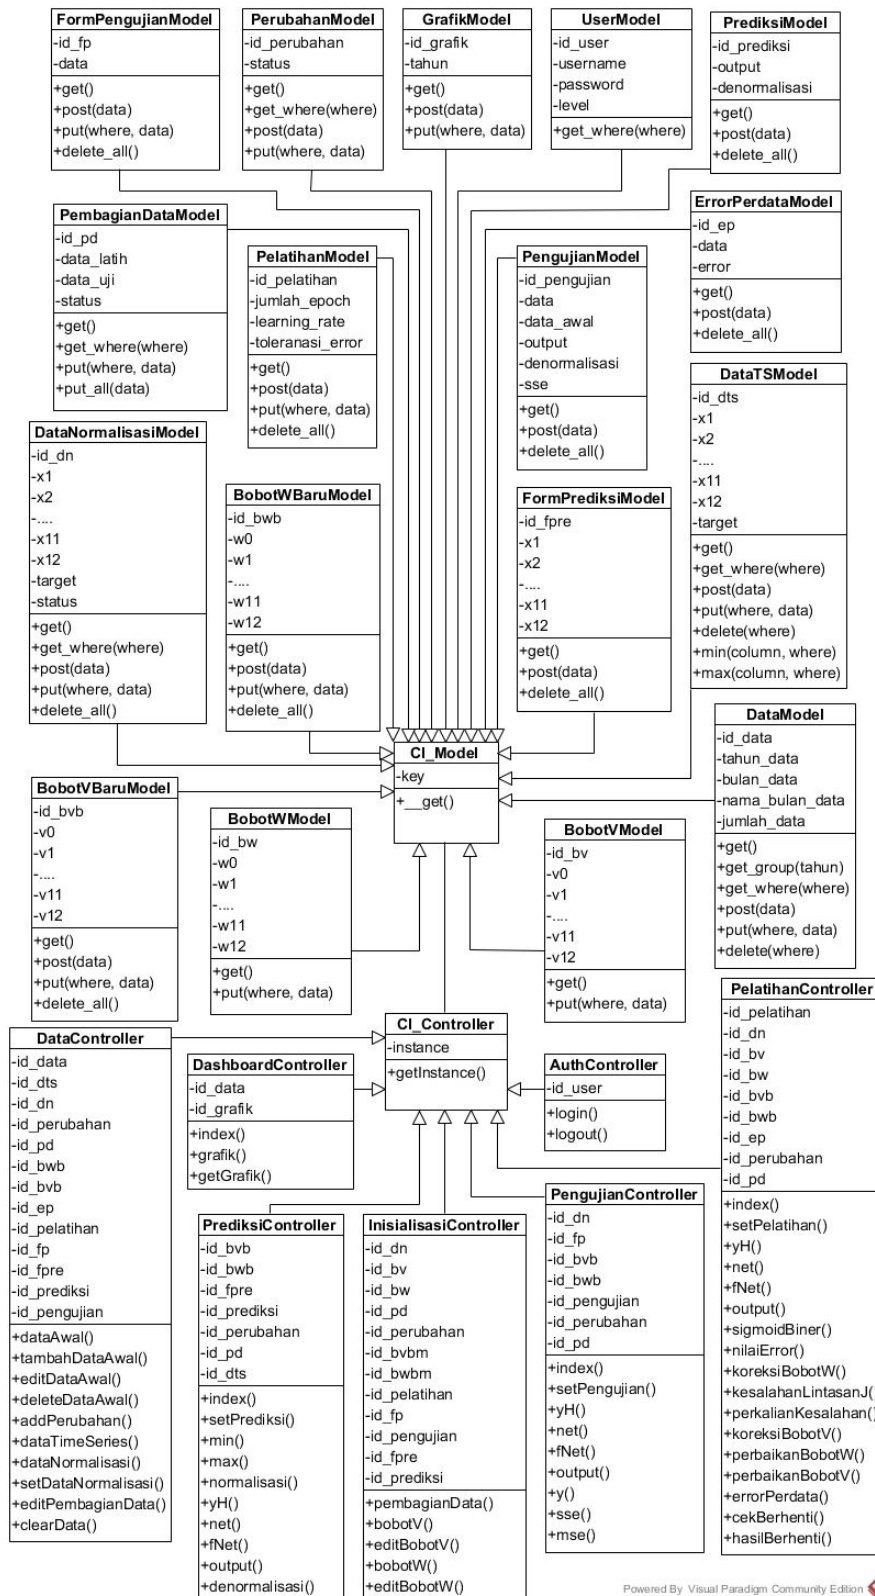 FormPengujianModel
-id_fp
-data
+get()
+post(data)
+put(where, data)
+delete_all()
PerubahanModel
-id_perubahan
-status
+get()
+get_where(where)
+post(data)
+put(where, data)
GrafikModel
-id_grafik
-tahun
+get()
+post(data)
+put(where, data)
UserModel
-id_user
-username
-password
-level
+get_where(where)
PrediksiModel
-id_prediksi
-output
-denormalisasi
+get()
+post(data)
+delete_all()
PembagianDataModel
-id_pd
-data_latih
-data_uji
-status
+get()
+get_where(where)
+put(where, data)
+put_all(data)
PelatihanModel
-id_pelatihan
-jumlah_epoch
-learning_rate
-toleranasi_error
+get()
+post(data)
+put(where, data)
+delete_all()
PengujianModel
-id_pengujian
-data
-data_awal
-output
-denormalisasi
-sse
+get()
+post(data)
+delete_all()
ErrorPerdataModel
-id_ep
-data
-error
+get()
+post(data)
+delete_all()
DataTSModel
-id_dts
-x1
-x2
-....
-x11
-x12
-target
+get()
+get_where(where)
+post(data)
+put(where, data)
+delete(where)
+min(column, where)
+max(column, where)
DataNormalisasiModel
-id_dn
-x1
-x2
-....
-x11
-x12
-target
-status
+get()
+get_where(where)
+post(data)
+put(where, data)
+delete_all()
BobotWBaruModel
-id_bwb
-w0
-w1
-....
-w11
-w12
+get()
+post(data)
+put(where, data)
+delete_all()
FormPrediksiModel
-id_fpre
-x1
-x2
-....
-x11
-x12
+get()
+post(data)
+delete_all()
CI_Model
-key
+__get()
DataModel
-id_data
-tahun_data
-bulan_data
-nama_bulan_data
-jumlah_data
+get()
+get_group(tahun)
+get_where(where)
+post(data)
+put(where, data)
+delete(where)
BobotVBaruModel
-id_bvb
-v0
-v1
-....
-v11
-v12
+get()
+post(data)
+put(where, data)
+delete_all()
BobotWModel
-id_bw
-w0
-w1
-....
-w11
-w12
+get()
+put(where, data)
BobotVModel
-id_bv
-v0
-v1
-....
-v11
-v12
+get()
+put(where, data)
CI_Controller
-instance
+getInstance()
DataController
-id_data
-id_dts
-id_dn
-id_perubahan
-id_pd
-id_bwb
-id_bvb
-id_ep
-id_pelatihan
-id_fp
-id_fpre
-id_prediksi
-id_pengujian
+dataAwal()
+tambahDataAwal()
+editDataAwal()
+deleteDataAwal()
+addPerubahan()
+dataTimeSeries()
+dataNormalisasi()
+setDataNormalisasi()
+editPembagianData()
+clearData()
DashboardController
-id_data
-id_grafik
+index()
+grafik()
+getGrafik()
AuthController
-id_user
+login()
+logout()
PelatihanController
-id_pelatihan
-id_dn
-id_bv
-id_bw
-id_bvb
-id_bwb
-id_ep
-id_perubahan
-id_pd
+index()
+setPelatihan()
+yH()
+net()
+fNet()
+output()
+sigmoidBiner()
+nilaiError()
+koreksiBobotW()
+kesalahanLintasanJ(
+perkalianKesalahan(
+koreksiBobotV()
+perbaikanBobotW()
+perbaikanBobotV()
+errorPerdata()
+cekBerhenti()
+hasilBerhenti()
PrediksiController
-id_bvb
-id_bwb
-id_fpre
-id_prediksi
-id_perubahan
-id_pd
-id_dts
+index()
+setPrediksi()
+min()
+max()
+normalisasi()
+yH()
+net()
+fNet()
+output()
+denormalisasi()
InisialisasiController
-id_dn
-id_bv
-id_bw
-id_pd
-id_perubahan
-id_bvbm
-id_bwbm
-id_pelatihan
-id_fp
-id_pengujian
-id_fpre
-id_prediksi
+pembagianData()
+bobotV()
+editBobotV()
+bobotW()
+editBobotW()
PengujianController
-id_dn
-id_fp
-id_bvb
-id_bwb
-id_pengujian
-id_perubahan
-id_pd
+index()
+setPengujian()
+yH()
+net()
+fNet()
+output()
+y()
+sse()
+mse()
Powered By Visual Paradigm Community Edition